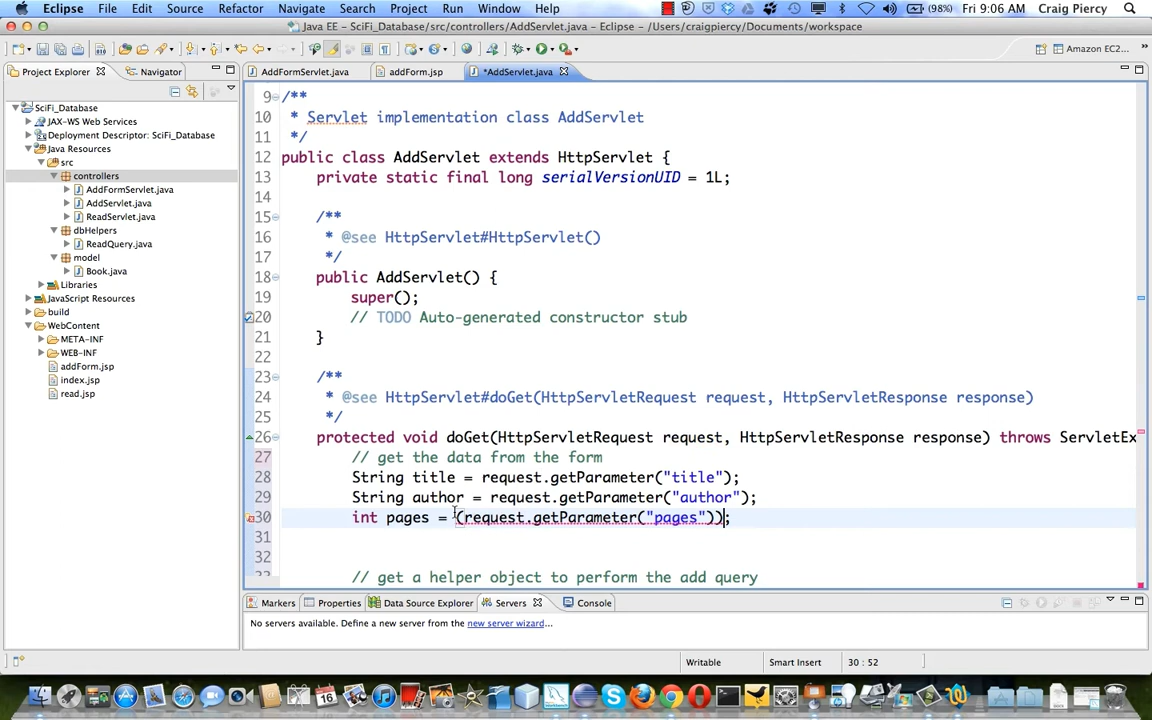 Eclipse File Edit Source Refactor Navigate Search Project Run Window Help (98%) Fri 9:06 AM Craig Piercy
Java EE – SciFi_Database/src/controllers/AddServlet.java – Eclipse – /Users/craigpiercy/Documents/workspace
Amazon EC2...
Project Explorer Navigator
AddFormServlet.java addForm.jsp *AddServlet.java
SciFi_Database
JAX-WS Web Services
Deployment Descriptor: SciFi_Database
Java Resources
src
controllers
AddFormServlet.java
AddServlet.java
ReadServlet.java
dbHelpers
ReadQuery.java
model
Book.java
Libraries
JavaScript Resources
build
WebContent
META-INF
WEB-INF
addForm.jsp
index.jsp
read.jsp
9 /**
10 * Servlet implementation class AddServlet
11 */
12 public class AddServlet extends HttpServlet {
13 private static final long serialVersionUID = 1L;
14
15 /**
16 * @see HttpServlet#HttpServlet()
17 */
18 public AddServlet() {
19 super();
20 // TODO Auto-generated constructor stub
21 }
22
23 /**
24 * @see HttpServlet#doGet(HttpServletRequest request, HttpServletResponse response)
25 */
26 protected void doGet(HttpServletRequest request, HttpServletResponse response) throws ServletEx
27 // get the data from the form
28 String title = request.getParameter("title");
29 String author = request.getParameter("author");
30 int pages = (request.getParameter("pages"));
31
32
// get a helper object to perform the add query
Markers Properties Data Source Explorer Servers Console
No servers available. Define a new server from the new server wizard...
Writable Smart Insert 30 : 52